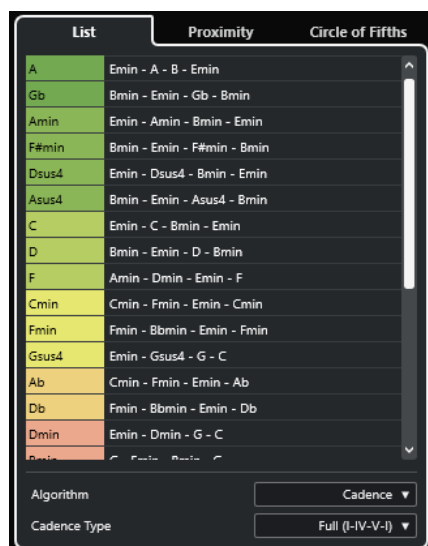 List Proximity Circle of Fifths
A Emin - A - B - Emin
Gb Bmin - Emin - Gb - Bmin
Amin Emin - Amin - Bmin - Emin
F#min Bmin - Emin - F#min - Bmin
Dsus4 Emin - Dsus4 - Bmin - Emin
Asus4 Bmin - Emin - Asus4 - Bmin
C Emin - C - Bmin - Emin
D Bmin - Emin - D - Bmin
F Amin - Dmin - Emin - F
Cmin Cmin - Fmin - Emin - Cmin
Fmin Fmin - Bbmin - Emin - Fmin
Gsus4 Emin - Gsus4 - G - C
Ab Cmin - Fmin - Emin - Ab
Db Fmin - Bbmin - Emin - Db
Dmin Emin - Dmin - G - C
Algorithm Cadence
Cadence Type Full (I-IV-V-I)